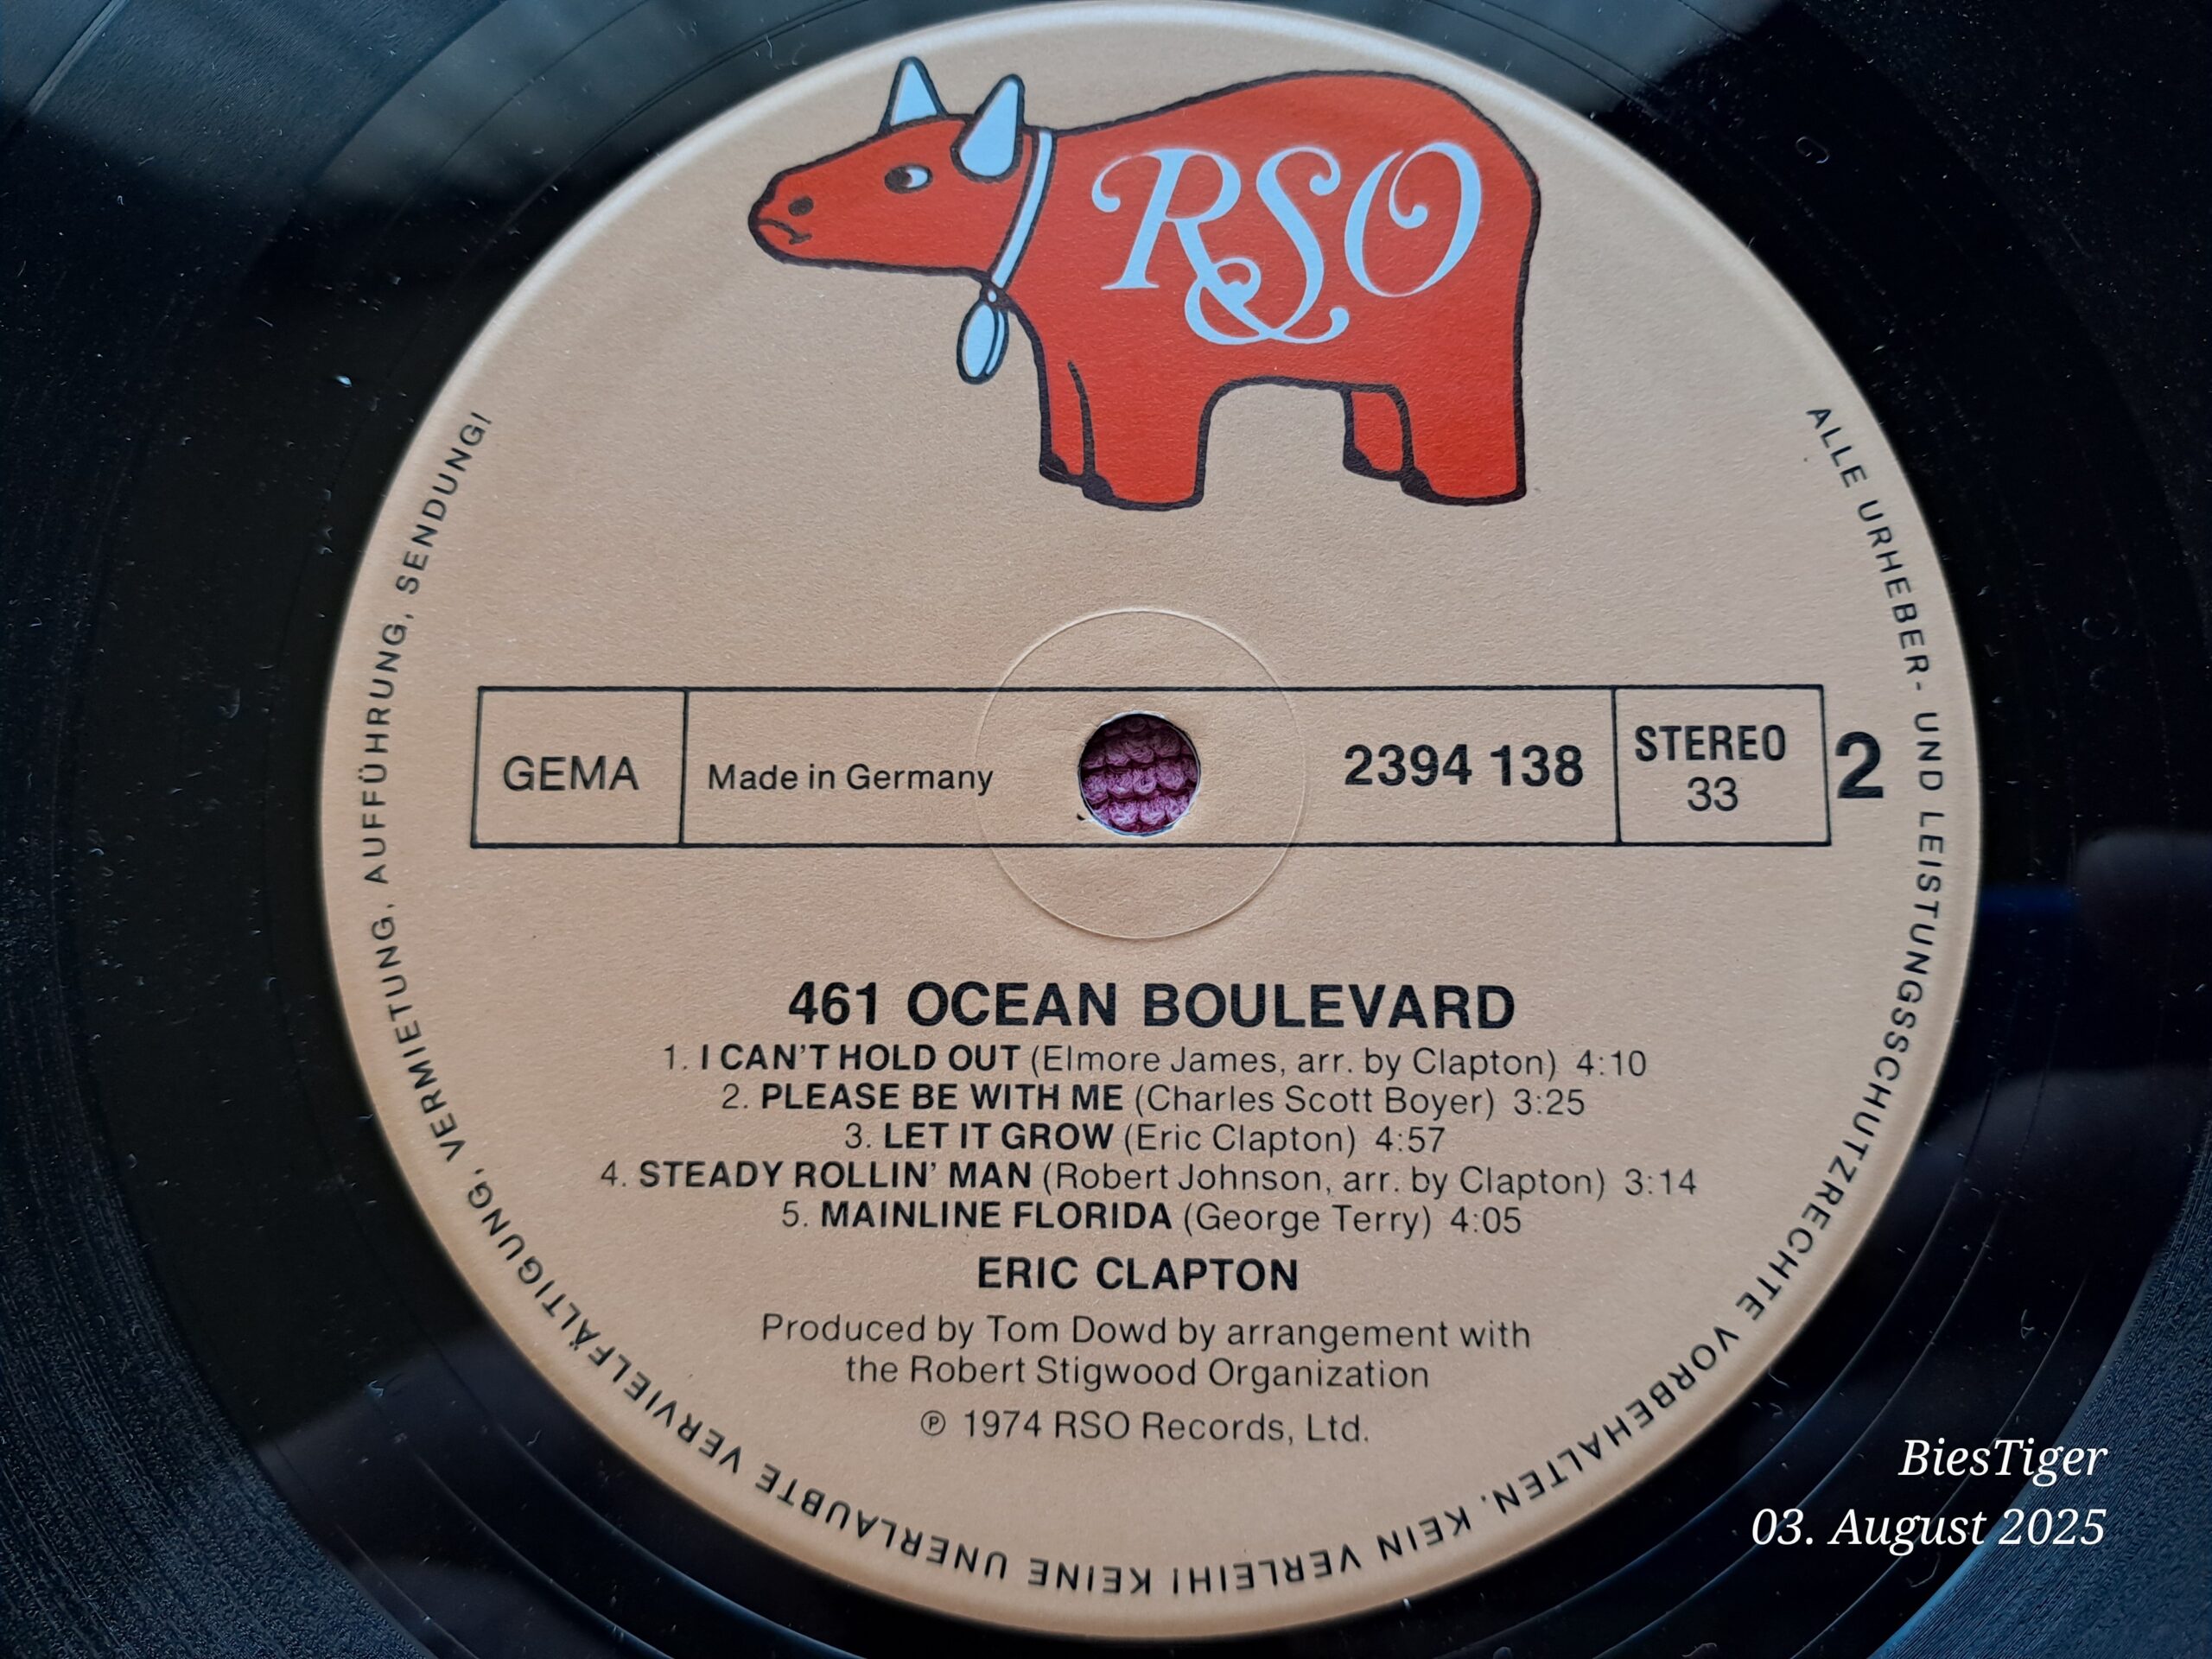 RSO
ALLE URHEBER- UND LEISTUNGSSCHUTZRECHTE VORBEHALTEN. KEIN VERLEIH! KEINE UNERLAUBTE VERVIELFÄLTIGUNG, VERMIETUNG, AUFFÜHRUNG, SENDUNG!
GEMA
Made in Germany
2394 138
STEREO
33
2
461 OCEAN BOULEVARD
1. I CAN'T HOLD OUT (Elmore James, arr. by Clapton) 4:10
2. PLEASE BE WITH ME (Charles Scott Boyer) 3:25
3. LET IT GROW (Eric Clapton) 4:57
4. STEADY ROLLIN' MAN (Robert Johnson, arr. by Clapton) 3:14
5. MAINLINE FLORIDA (George Terry) 4:05
ERIC CLAPTON
Produced by Tom Dowd by arrangement with
the Robert Stigwood Organization
℗ 1974 RSO Records, Ltd.
BiesTiger
03. August 2025